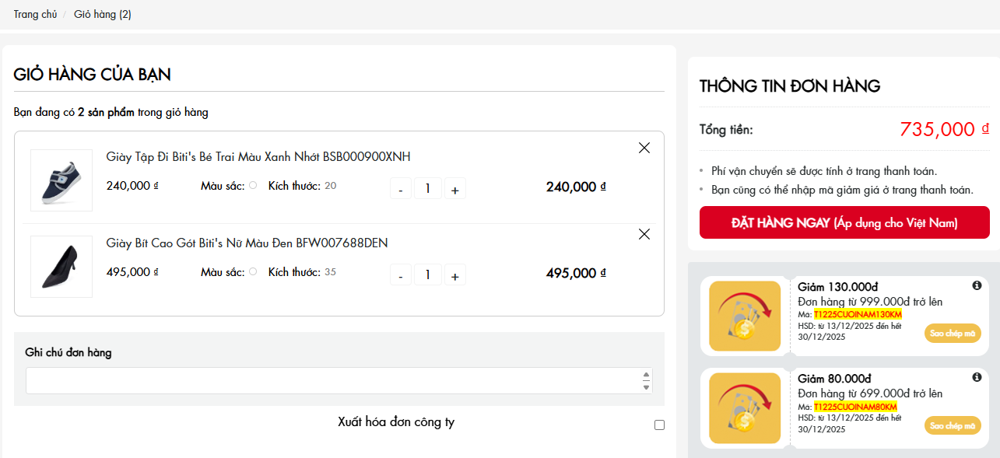 Trang chủ / Giỏ hàng (2)
GIỎ HÀNG CỦA BẠN
Bạn đang có 2 sản phẩm trong giỏ hàng
Giày Tập Đi Biti's Bé Trai Màu Xanh Nhớt BSB000900XNH
240,000 ₫ Màu sắc: Kích thước: 20 - 1 + 240,000 ₫
Giày Bít Cao Gót Biti's Nữ Màu Đen BFW007688DEN
495,000 ₫ Màu sắc: Kích thước: 35 - 1 + 495,000 ₫
Ghi chú đơn hàng
Xuất hóa đơn công ty
THÔNG TIN ĐƠN HÀNG
Tổng tiền: 735,000 ₫
Phí vận chuyển sẽ được tính ở trang thanh toán.
Bạn cũng có thể nhập mã giảm giá ở trang thanh toán.
ĐẶT HÀNG NGAY (Áp dụng cho Việt Nam)
Giảm 130.000đ
Đơn hàng từ 999.000đ trở lên
Mã: T1225CUOINAM130KM
HSD: từ 13/12/2025 đến hết
30/12/2025
Sao chép mã
Giảm 80.000đ
Đơn hàng từ 699.000đ trở lên
Mã: T1225CUOINAM80KM
HSD: từ 13/12/2025 đến hết
30/12/2025
Sao chép mã